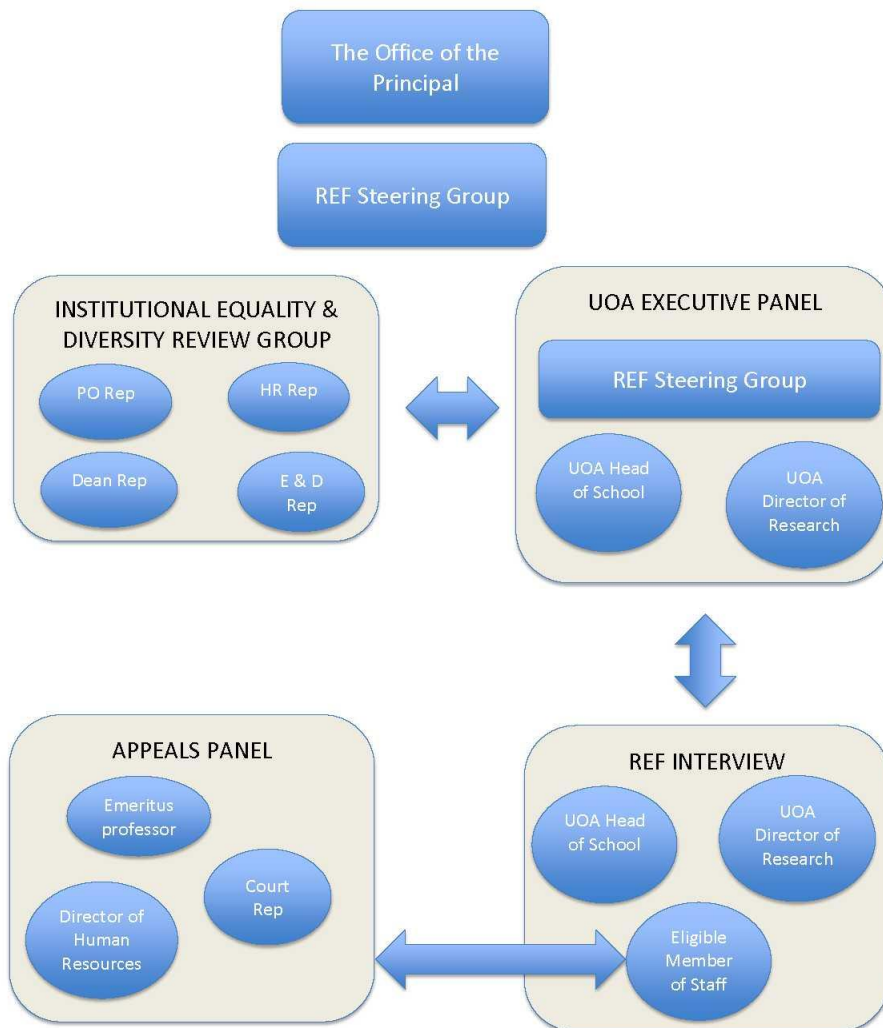 The Office of the
Principal
REF Steering Group
INSTITUTIONAL EQUALITY &
DIVERSITY REVIEW GROUP
PO Rep
HR Rep
Dean Rep
E & D
Rep
UOA EXECUTIVE PANEL
REF Steering Group
UOA Head
of School
UOA
Director of
Research
APPEALS PANEL
Emeritus
professor
Court
Rep
Director of
Human
Resources
REF INTERVIEW
UOA Head
of School
UOA
Director of
Research
Eligible
Member
of Staff